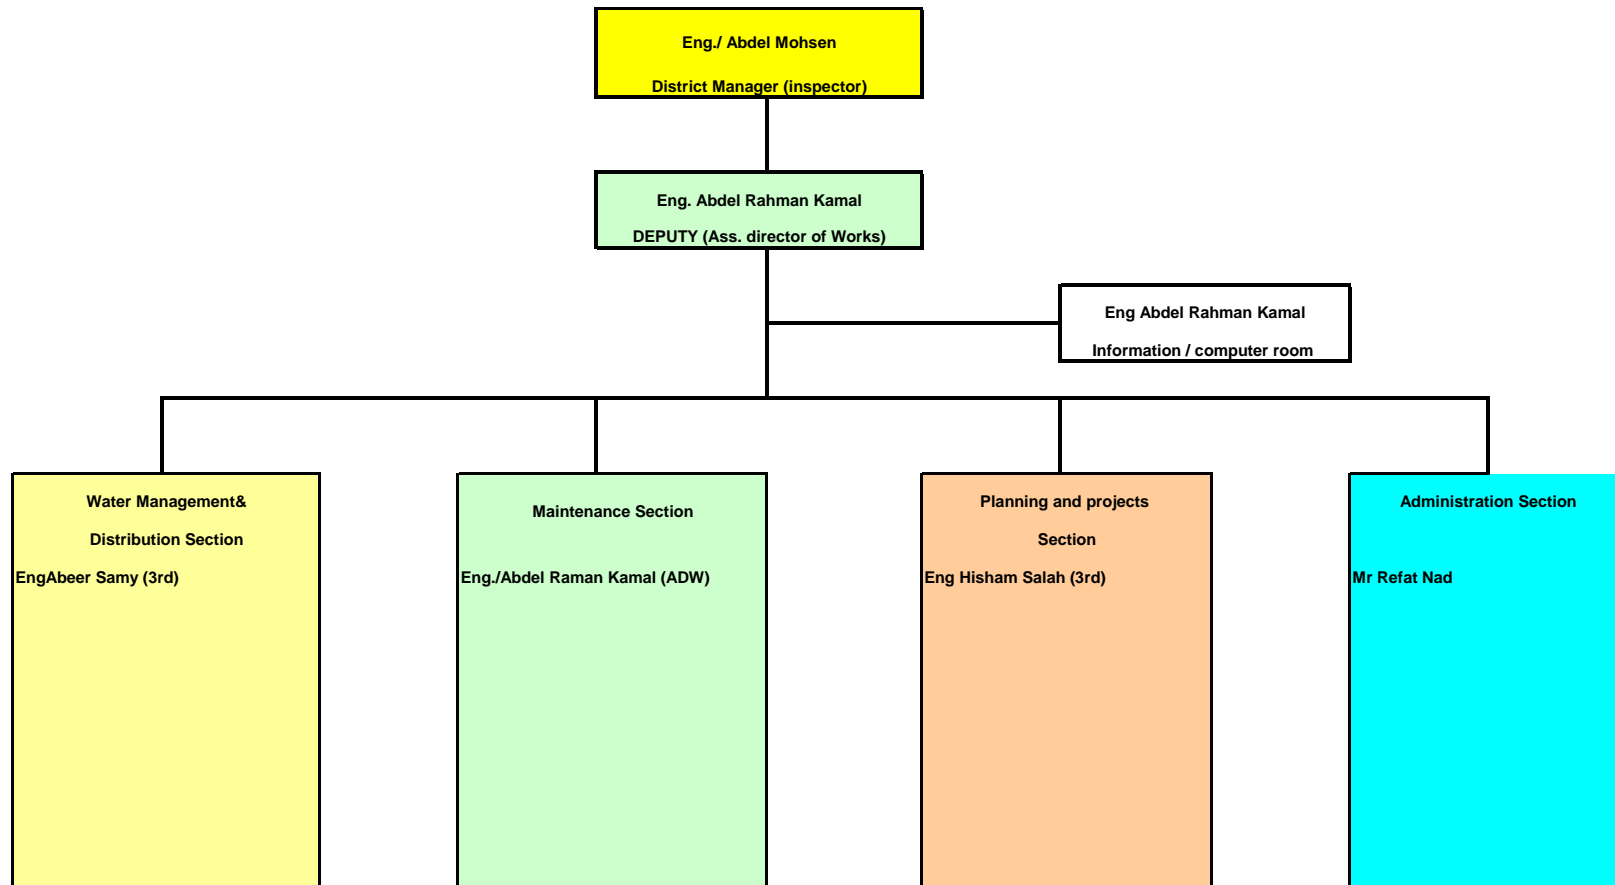 Eng./ Abdel Mohsen
District Manager (inspector)
Eng. Abdel Rahman Kamal
DEPUTY (Ass. director of Works)
Eng Abdel Rahman Kamal
Information / computer room
Water Management&
Distribution Section
EngAbeer Samy (3rd)
Maintenance Section
Eng./Abdel Raman Kamal (ADW)
Planning and projects
Section
Eng Hisham Salah (3rd)
Administration Section
Mr Refat Nad